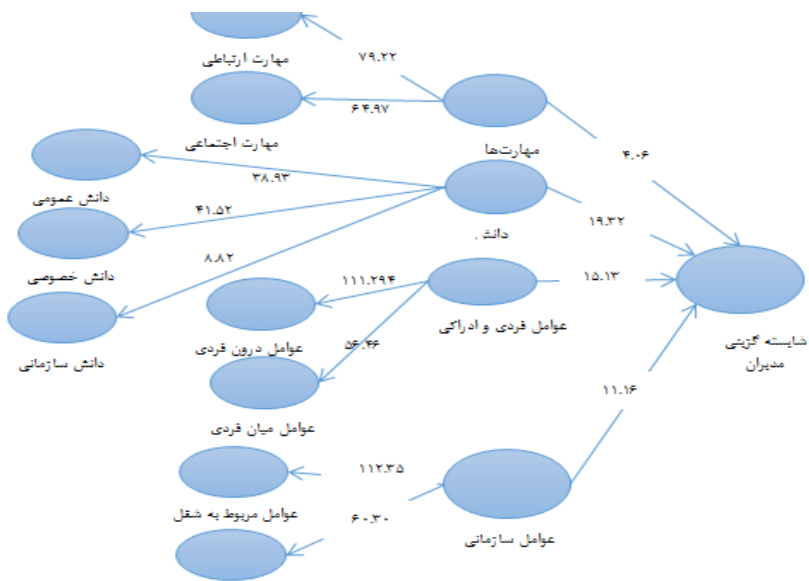 مهارت ارتباطی
۷۹.۲۲
۶۴.۹۷
مهارت اجتماعی
مهارت‌ها
۴.۰۶
۳۸.۹۳
دانش عمومی
۴۱.۵۲
دانش
۱۹.۳۲
دانش خصوصی
۸.۸۲
۱۱۱.۲۹۴
۱۵.۱۳
عوامل فردی و ادراکی
شایسته گزینی
مدیران
دانش سازمانی
عوامل درون فردی
۵۶.۴۶
۱۱.۱۶
عوامل میان فردی
۱۱۲.۳۵
عوامل مربوط به شغل
۶۰.۳۰
عوامل سازمانی